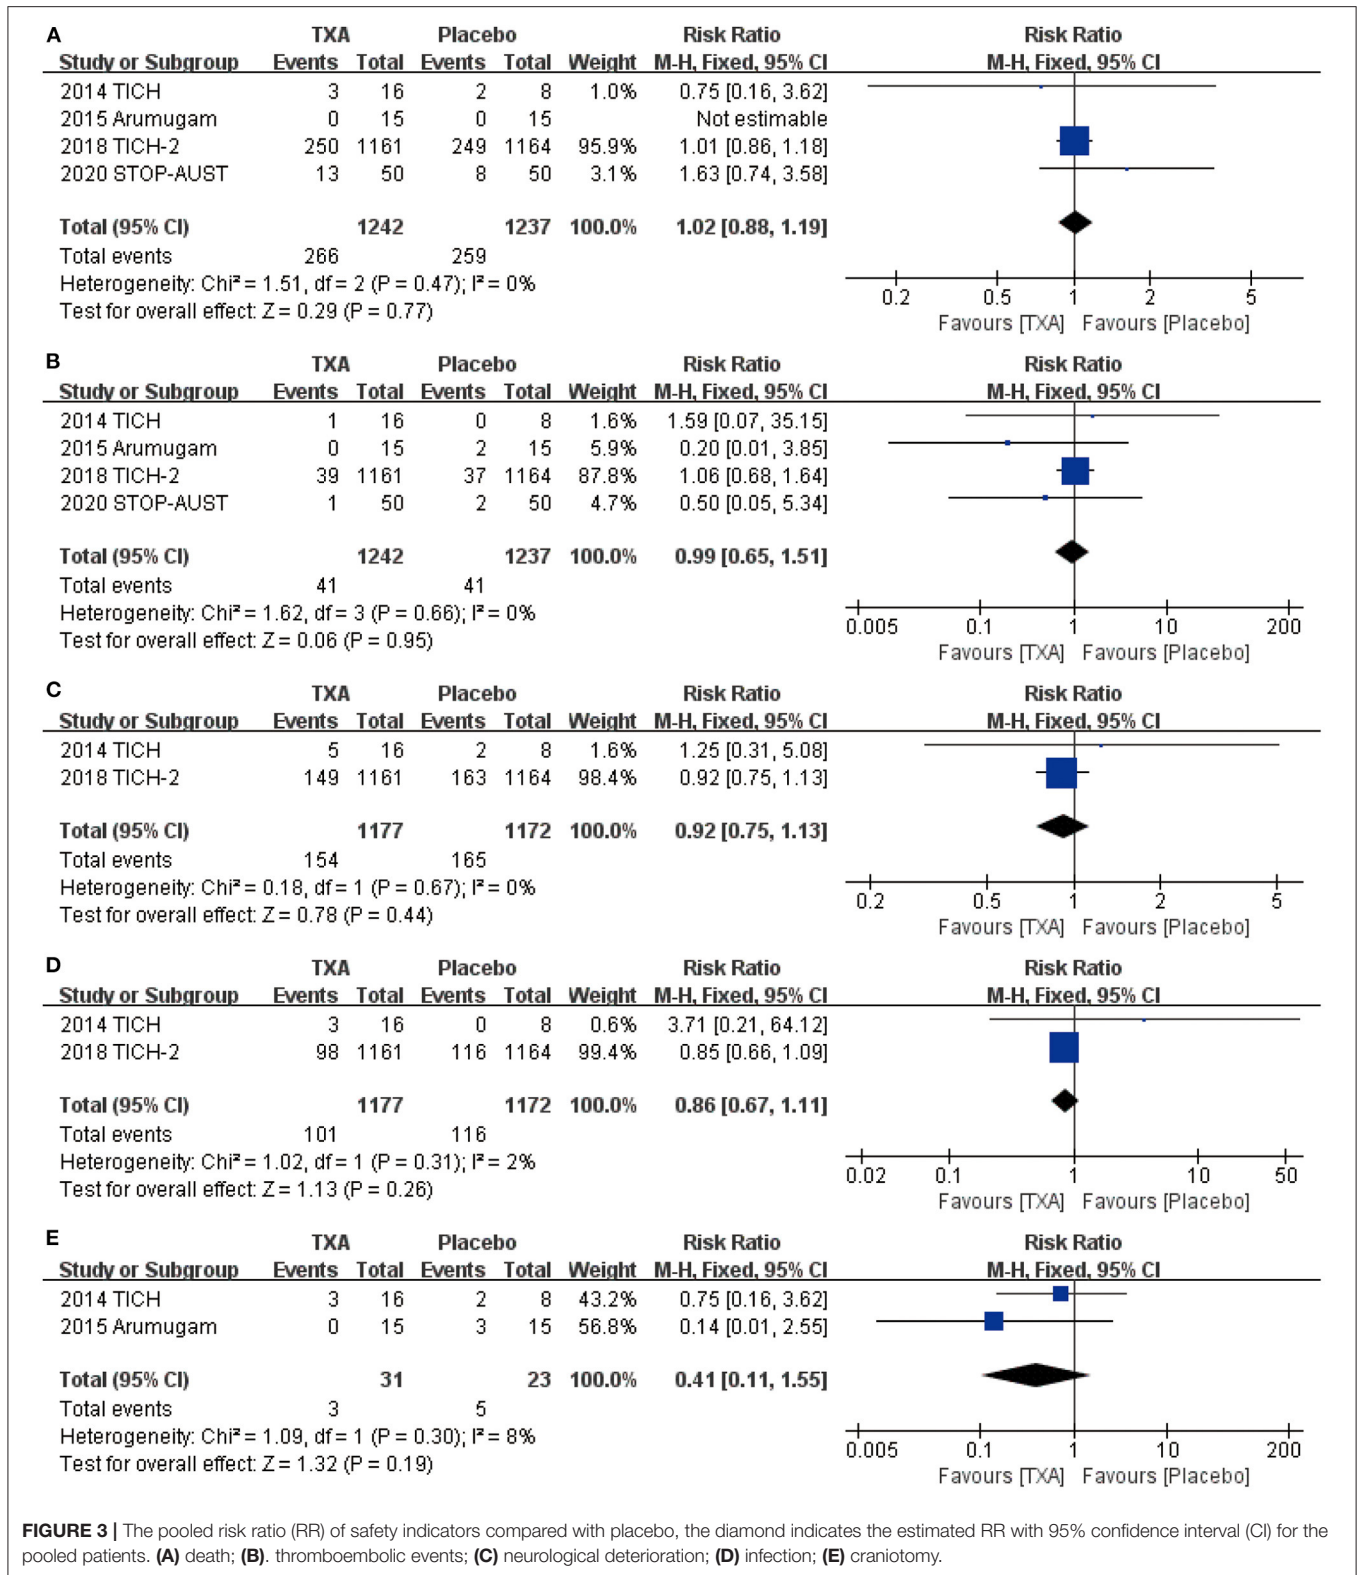 A TXA Placebo Risk Ratio Risk Ratio
Study or Subgroup Events Total Events Total Weight M-H, Fixed, 95% CI M-H, Fixed, 95% CI
2014 TICH 3 16 2 8 1.0% 0.75 [0.16, 3.62]
2015 Arumugam 0 15 0 15 Not estimable
2018 TICH-2 250 1161 249 1164 95.9% 1.01 [0.86, 1.18]
2020 STOP-AUST 13 50 8 50 3.1% 1.63 [0.74, 3.58]
Total (95% CI) 1242 1237 100.0% 1.02 [0.88, 1.19]
Total events 266 259
Heterogeneity: Chi² = 1.51, df = 2 (P = 0.47); I² = 0%
Test for overall effect: Z = 0.29 (P = 0.77)
0.2 0.5 1 2 5
Favours [TXA] Favours [Placebo]
B TXA Placebo Risk Ratio Risk Ratio
Study or Subgroup Events Total Events Total Weight M-H, Fixed, 95% CI M-H, Fixed, 95% CI
2014 TICH 1 16 0 8 1.6% 1.59 [0.07, 35.15]
2015 Arumugam 0 15 2 15 5.9% 0.20 [0.01, 3.85]
2018 TICH-2 39 1161 37 1164 87.8% 1.06 [0.68, 1.64]
2020 STOP-AUST 1 50 2 50 4.7% 0.50 [0.05, 5.34]
Total (95% CI) 1242 1237 100.0% 0.99 [0.65, 1.51]
Total events 41 41
Heterogeneity: Chi² = 1.62, df = 3 (P = 0.66); I² = 0%
Test for overall effect: Z = 0.06 (P = 0.95)
0.005 0.1 1 10 200
Favours [TXA] Favours [Placebo]
C TXA Placebo Risk Ratio Risk Ratio
Study or Subgroup Events Total Events Total Weight M-H, Fixed, 95% CI M-H, Fixed, 95% CI
2014 TICH 5 16 2 8 1.6% 1.25 [0.31, 5.08]
2018 TICH-2 149 1161 163 1164 98.4% 0.92 [0.75, 1.13]
Total (95% CI) 1177 1172 100.0% 0.92 [0.75, 1.13]
Total events 154 165
Heterogeneity: Chi² = 0.18, df = 1 (P = 0.67); I² = 0%
Test for overall effect: Z = 0.78 (P = 0.44)
0.2 0.5 1 2 5
Favours [TXA] Favours [Placebo]
D TXA Placebo Risk Ratio Risk Ratio
Study or Subgroup Events Total Events Total Weight M-H, Fixed, 95% CI M-H, Fixed, 95% CI
2014 TICH 3 16 0 8 0.6% 3.71 [0.21, 64.12]
2018 TICH-2 98 1161 116 1164 99.4% 0.85 [0.66, 1.09]
Total (95% CI) 1177 1172 100.0% 0.86 [0.67, 1.11]
Total events 101 116
Heterogeneity: Chi² = 1.02, df = 1 (P = 0.31); I² = 2%
Test for overall effect: Z = 1.13 (P = 0.26)
0.02 0.1 1 10 50
Favours [TXA] Favours [Placebo]
E TXA Placebo Risk Ratio Risk Ratio
Study or Subgroup Events Total Events Total Weight M-H, Fixed, 95% CI M-H, Fixed, 95% CI
2014 TICH 3 16 2 8 43.2% 0.75 [0.16, 3.62]
2015 Arumugam 0 15 3 15 56.8% 0.14 [0.01, 2.55]
Total (95% CI) 31 23 100.0% 0.41 [0.11, 1.55]
Total events 3 5
Heterogeneity: Chi² = 1.09, df = 1 (P = 0.30); I² = 8%
Test for overall effect: Z = 1.32 (P = 0.19)
0.005 0.1 1 10 200
Favours [TXA] Favours [Placebo]
FIGURE 3 | The pooled risk ratio (RR) of safety indicators compared with placebo, the diamond indicates the estimated RR with 95% confidence interval (CI) for the
pooled patients. (A) death; (B). thromboembolic events; (C) neurological deterioration; (D) infection; (E) craniotomy.